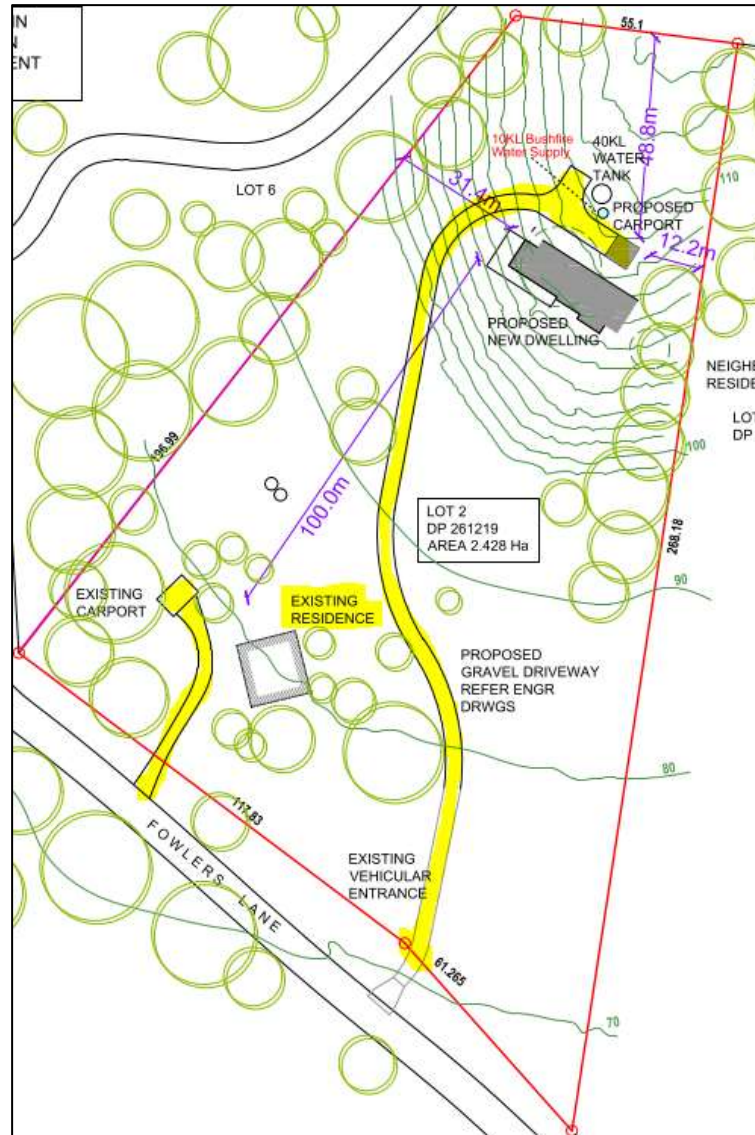 IN
N
ENT
55.1
10KL Bushfire
Water Supply
40KL
WATER
TANK
48.8m
110
LOT 6
31.4m
PROPOSED
CARPORT
12.2m
PROPOSED
NEW DWELLING
NEIGHB
RESIDE
LOT
DP
100
196.99
100.0m
LOT 2
DP 261219
AREA 2.428 Ha
268.18
90
EXISTING
CARPORT
EXISTING
RESIDENCE
PROPOSED
GRAVEL DRIVEWAY
REFER ENGR
DRWGS
80
117.83
FOWLERS LANE
EXISTING
VEHICULAR
ENTRANCE
61.265
70